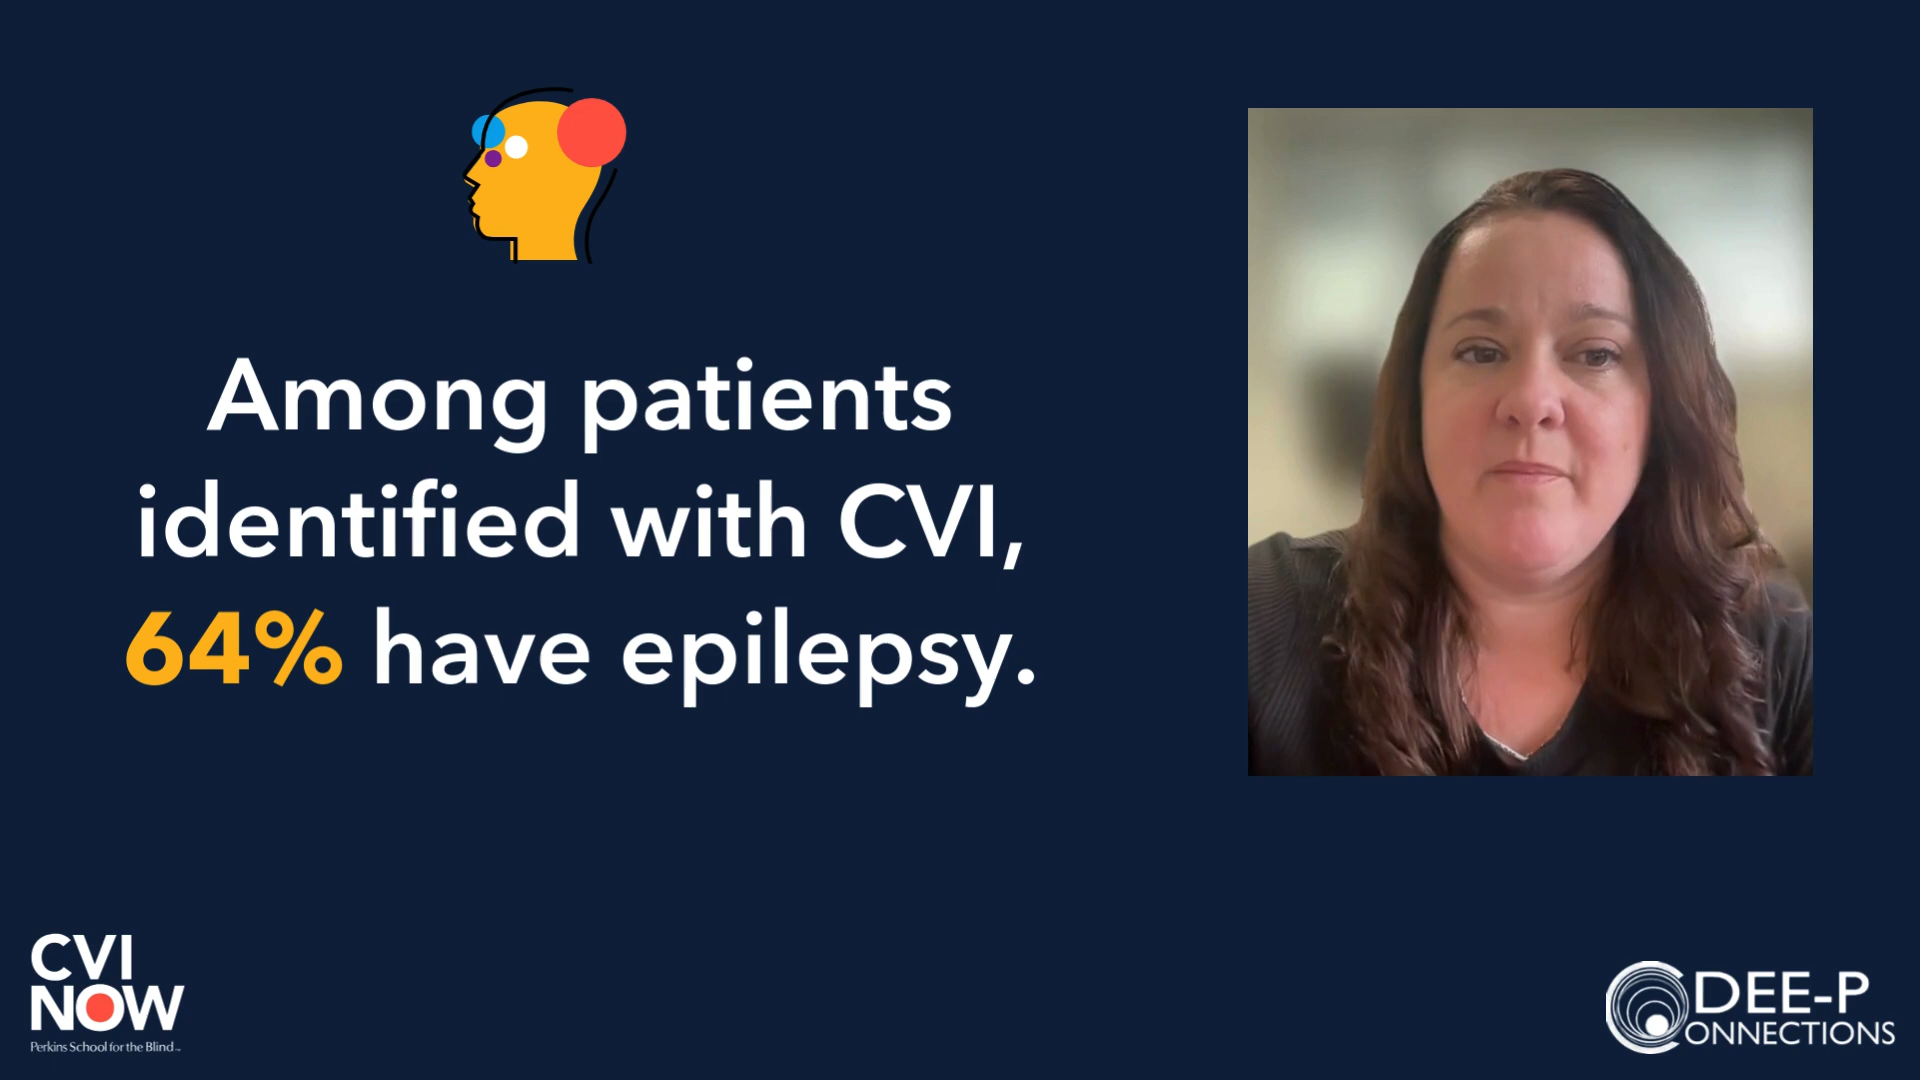 Among patients
identified with CVI,
64% have epilepsy.
CVI
NOW
Perkins School for the Blind
DEE-P
CONNECTIONS